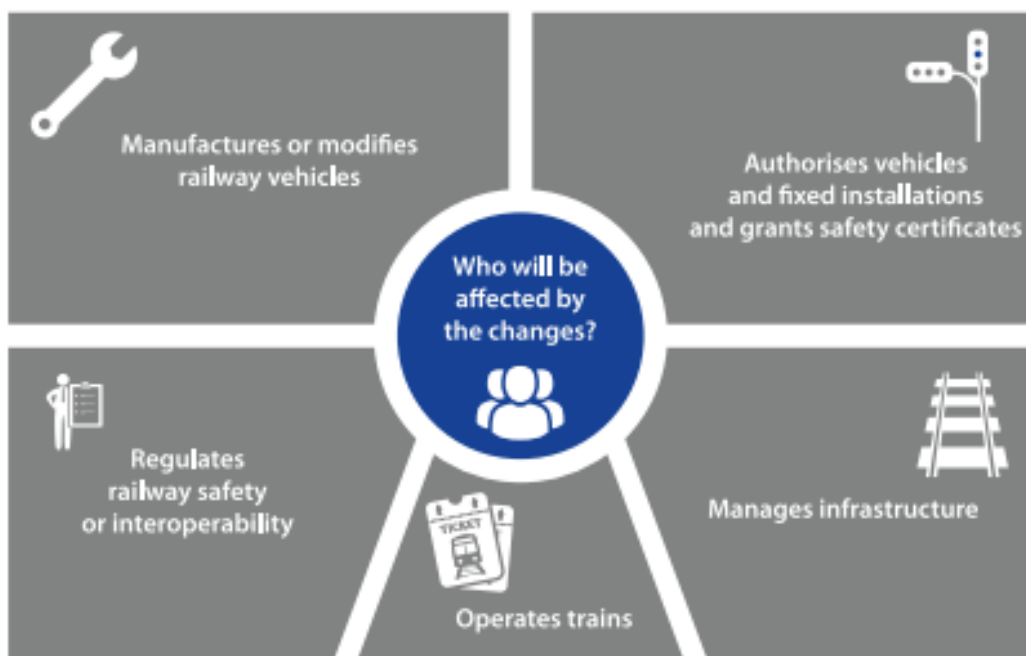 Manufactures or modifies
railway vehicles
Authorises vehicles
and fixed installations
and grants safety certificates
Who will be
affected by
the changes?
Regulates
railway safety
or interoperability
TICKET
Operates trains
Manages infrastructure